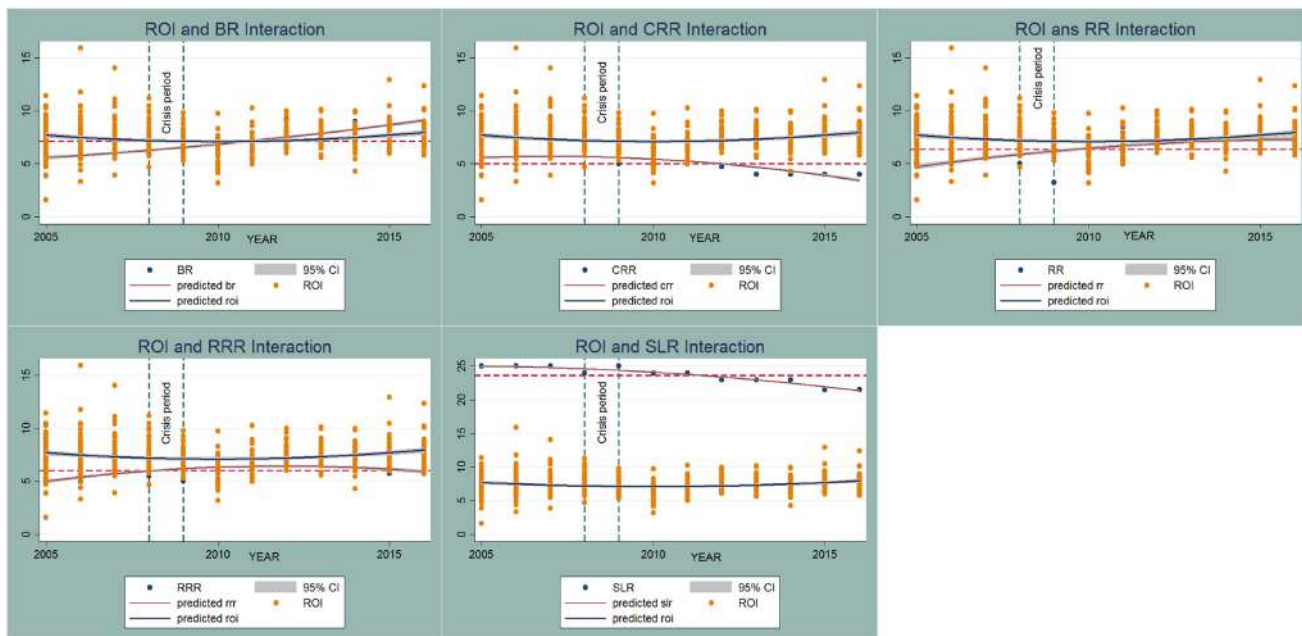 ROI and BR Interaction
15
10
5
0
Crisis period
2005
2010
2015
YEAR
BR
95% CI
predicted br
ROI
predicted roi
ROI and CRR Interaction
15
10
5
0
Crisis period
2005
2010
2015
YEAR
CRR
95% CI
predicted crr
ROI
predicted roi
ROI ans RR Interaction
15
10
5
0
Crisis period
2005
2010
2015
YEAR
RR
95% CI
predicted rr
ROI
predicted roi
ROI and RRR Interaction
15
10
5
0
Crisis period
2005
2010
2015
YEAR
RRR
95% CI
predicted rrr
ROI
predicted roi
ROI and SLR Interaction
25
20
15
10
5
0
Crisis period
2005
2010
2015
YEAR
SLR
95% CI
predicted slr
ROI
predicted roi